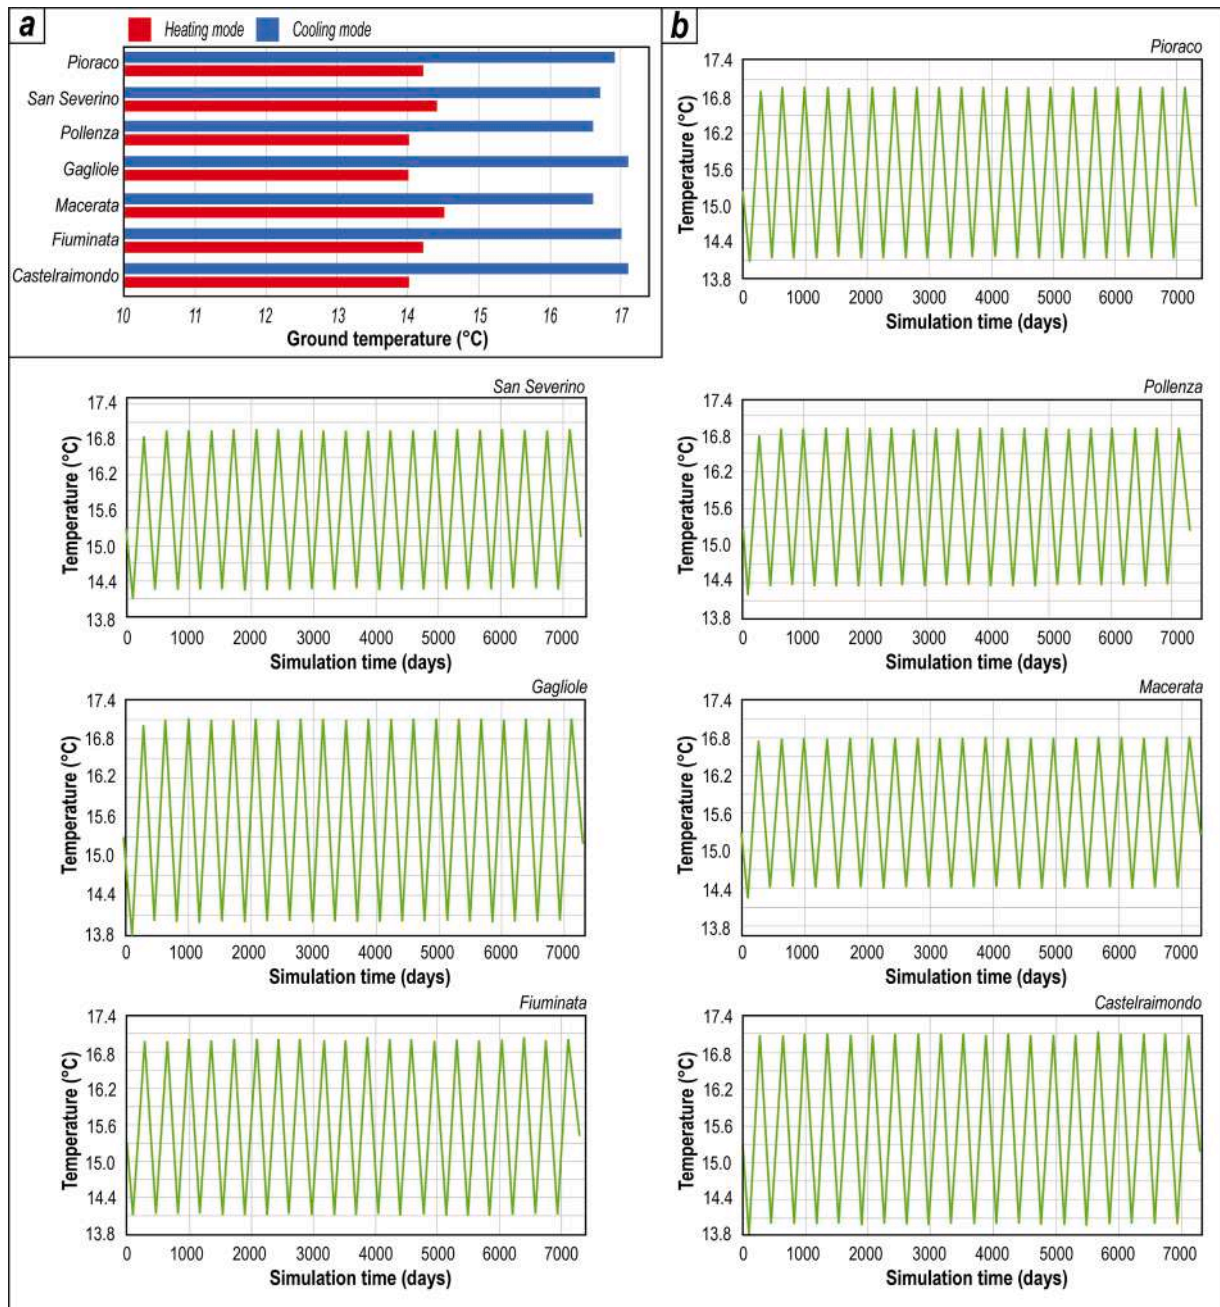 a
Heating mode Cooling mode
Pioraco
San Severino
Pollenza
Gagliole
Macerata
Fiuminata
Castelraimondo
10 11 12 13 14 15 16 17
Ground temperature (°C)
b
Pioraco
Temperature (°C)
17.4
16.8
16.2
15.6
15.0
14.4
13.8
0 1000 2000 3000 4000 5000 6000 7000
Simulation time (days)
San Severino
Temperature (°C)
17.4
16.8
16.2
15.6
15.0
14.4
13.8
0 1000 2000 3000 4000 5000 6000 7000
Simulation time (days)
Pollenza
Temperature (°C)
17.4
16.8
16.2
15.6
15.0
14.4
13.8
0 1000 2000 3000 4000 5000 6000 7000
Simulation time (days)
Gagliole
Temperature (°C)
17.4
16.8
16.2
15.6
15.0
14.4
13.8
0 1000 2000 3000 4000 5000 6000 7000
Simulation time (days)
Macerata
Temperature (°C)
17.4
16.8
16.2
15.6
15.0
14.4
13.8
0 1000 2000 3000 4000 5000 6000 7000
Simulation time (days)
Fiuminata
Temperature (°C)
17.4
16.8
16.2
15.6
15.0
14.4
13.8
0 1000 2000 3000 4000 5000 6000 7000
Simulation time (days)
Castelraimondo
Temperature (°C)
17.4
16.8
16.2
15.6
15.0
14.4
13.8
0 1000 2000 3000 4000 5000 6000 7000
Simulation time (days)